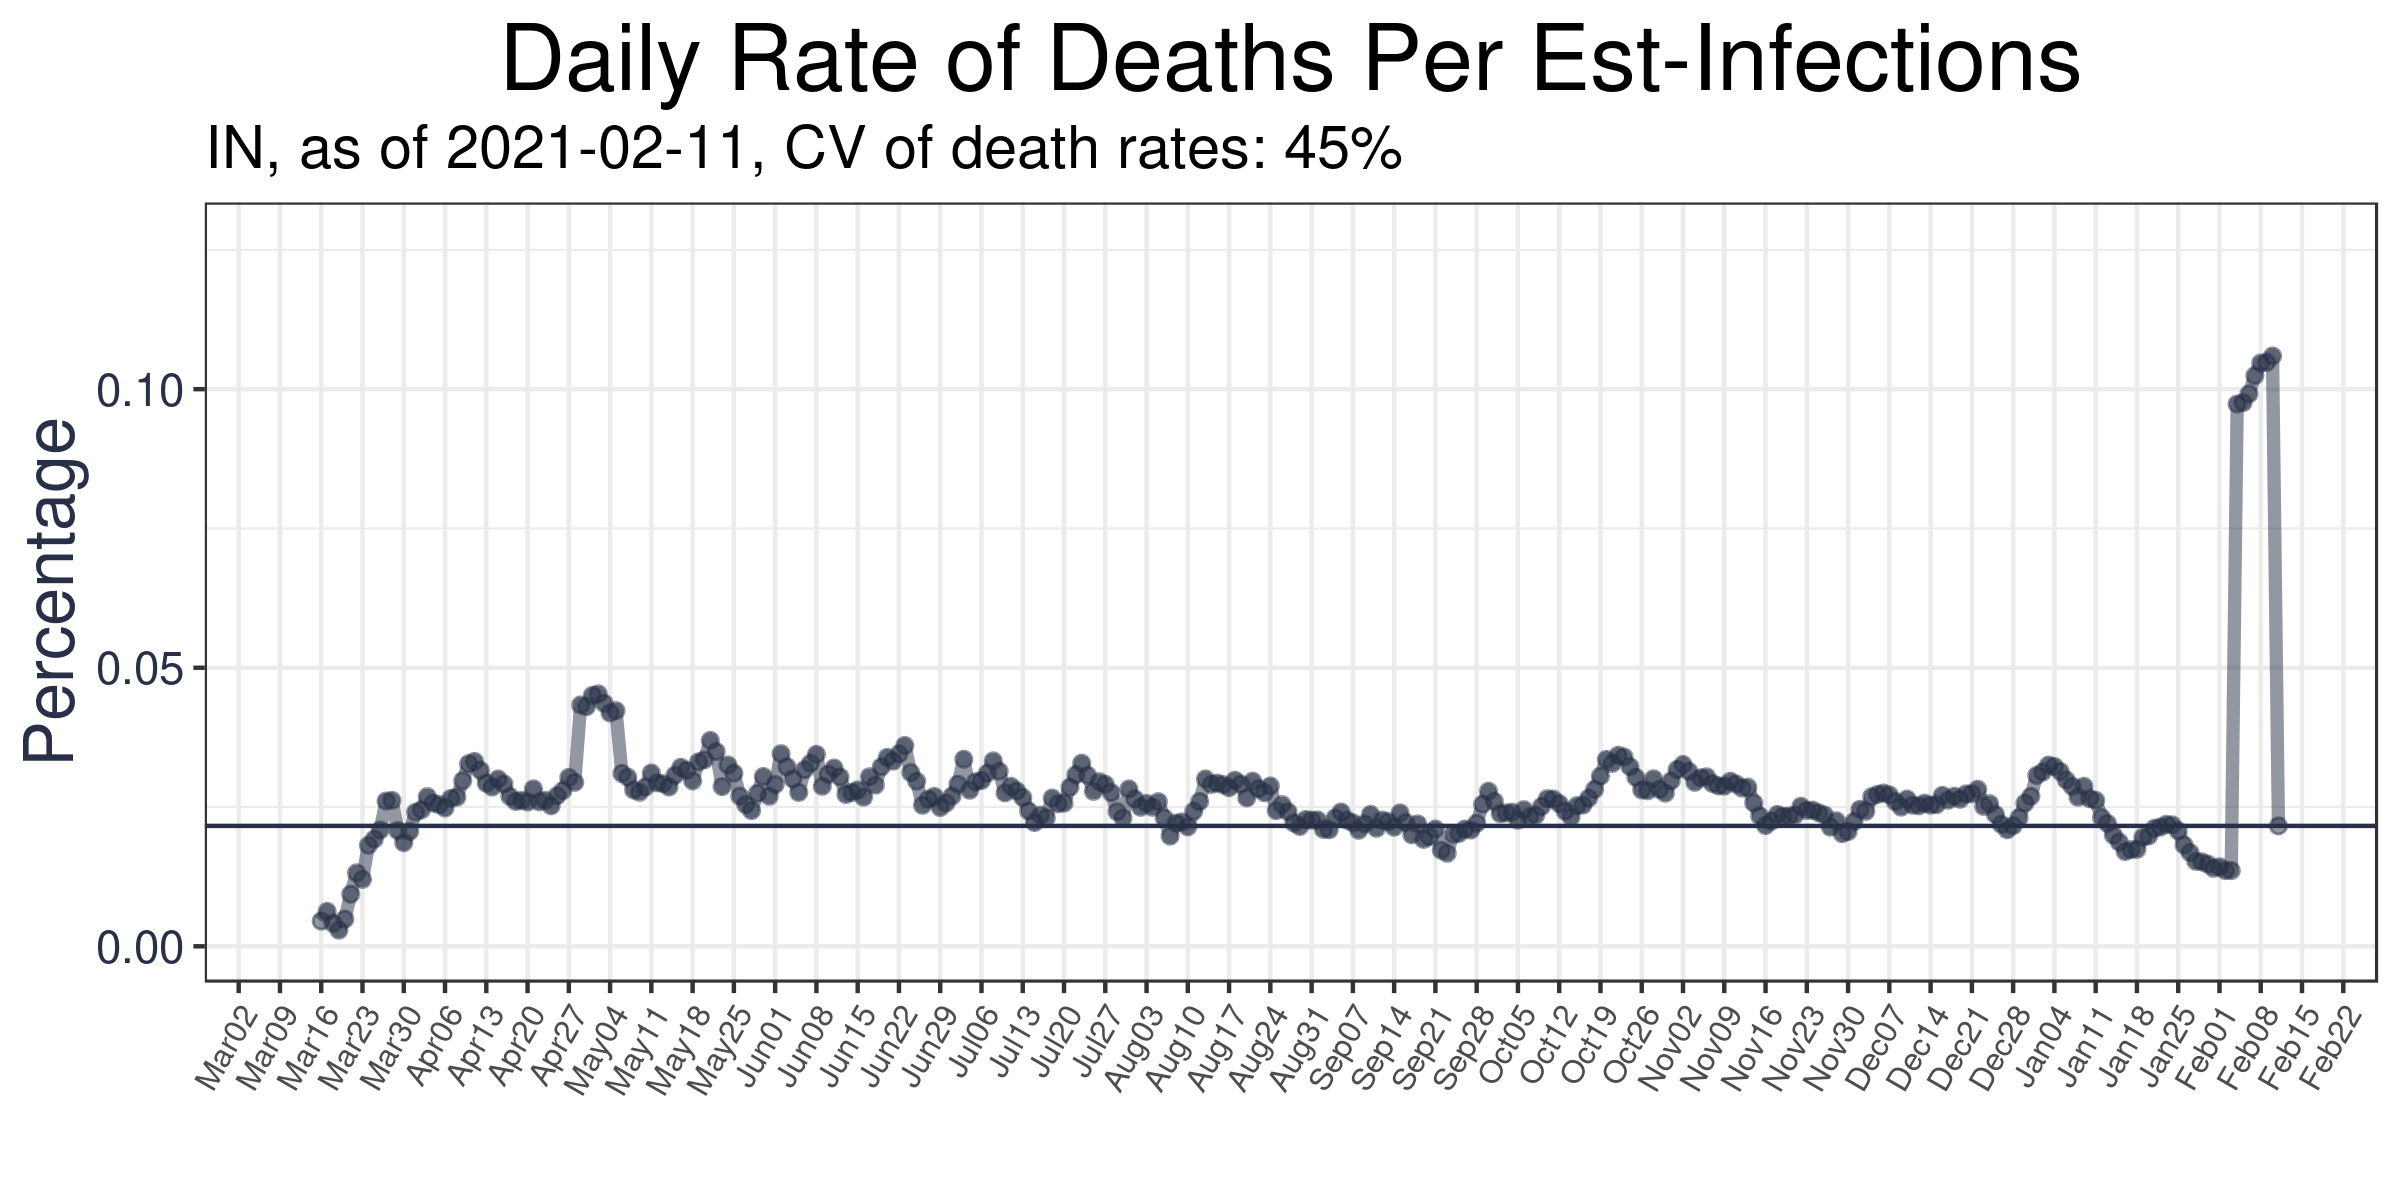 Daily Rate of Deaths Per Est-Infections
IN, as of 2021-02-11, CV of death rates: 45%
Percentage
0.10
0.05
0.00
Mar02
Mar09
Mar16
Mar23
Mar30
Apr06
Apr13
Apr20
Apr27
May04
May11
May18
May25
Jun01
Jun08
Jun15
Jun22
Jun29
Jul06
Jul13
Jul20
Jul27
Aug03
Aug10
Aug17
Aug24
Aug31
Sep07
Sep14
Sep21
Sep28
Oct05
Oct12
Oct19
Oct26
Nov02
Nov09
Nov16
Nov23
Nov30
Dec07
Dec14
Dec21
Dec28
Jan04
Jan11
Jan18
Jan25
Feb01
Feb08
Feb15
Feb22